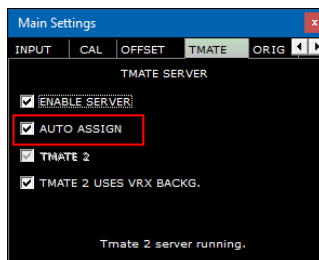 Main Settings x
INPUT CAL OFFSET TMATE ORIG
TMATE SERVER
ENABLE SERVER
AUTO ASSIGN
TMATE 2
TMATE 2 USES VRX BACKG.
Tmate 2 server running.